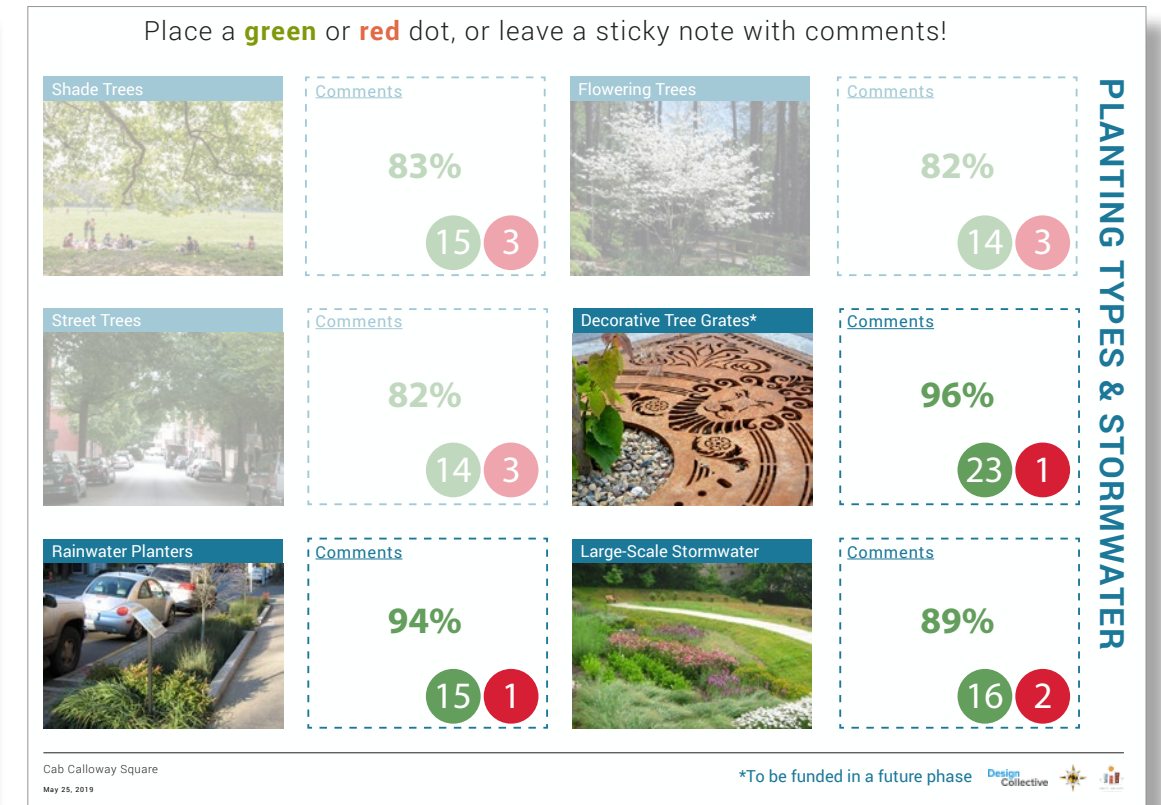 Place a green or red dot, or leave a sticky note with comments!
PLANTING TYPES & STORMWATER
Shade Trees
Comments
83%
15 3
Flowering Trees
Comments
82%
14 3
Street Trees
Comments
82%
14 3
Decorative Tree Grates*
Comments
96%
23 1
Rainwater Planters
Comments
94%
15 1
Large-Scale Stormwater
Comments
89%
16 2
Cab Calloway Square
May 25, 2019
*To be funded in a future phase
Design
Collective